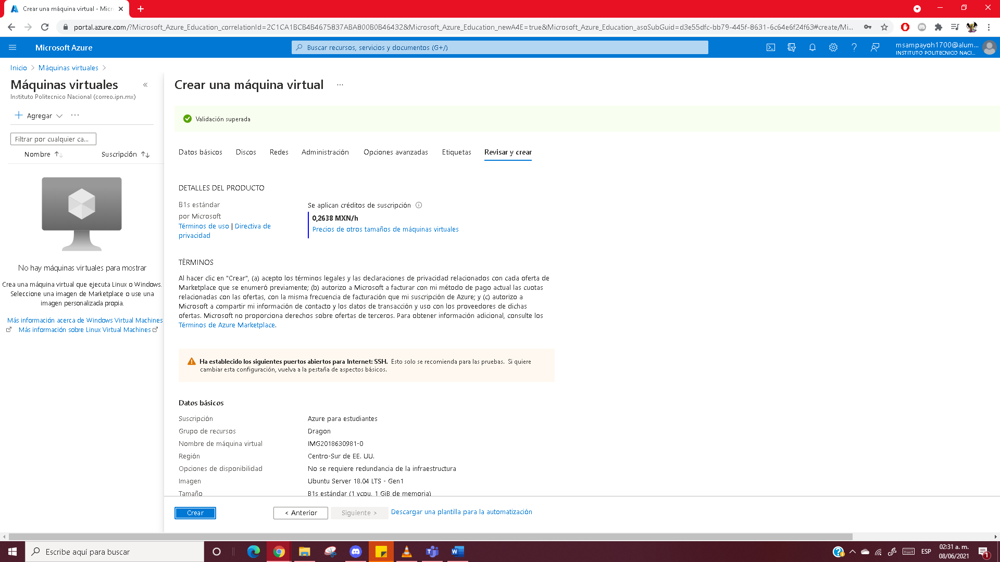 Crear una máquina virtual - Micr
portal.azure.com/?Microsoft_Azure_Education_correlationId=2C1CA1BCB4B4675837ABA800B0B46432&Microsoft_Azure_Education_newA4E=true&Microsoft_Azure_Education_asoSubGuid=d3e55dfc-bb79-445f-8631-6c64e6f24f63#create/Mi...
Microsoft Azure
Buscar recursos, servicios y documentos (G+/)
msampayoh1700@alum...
INSTITUTO POLITECNICO NACI...
Inicio > Máquinas virtuales >
Máquinas virtuales
Instituto Politecnico Nacional (correo.ipn.mx)
Agregar ...
Filtrar por cualquier ca...
Nombre Suscripción
No hay máquinas virtuales para mostrar
Crea una máquina virtual que ejecuta Linux o Windows.
Seleccione una imagen de Marketplace o use una
imagen personalizada propia.
Más información acerca de Windows Virtual Machines
Más información sobre Linux Virtual Machines
Crear una máquina virtual ...
Validación superada
Datos básicos Discos Redes Administración Opciones avanzadas Etiquetas Revisar y crear
DETALLES DEL PRODUCTO
B1s estándar
por Microsoft
Términos de uso | Directiva de
privacidad
Se aplican créditos de suscripción
0,2638 MXN/h
Precios de otros tamaños de máquinas virtuales
TÉRMINOS
Al hacer clic en "Crear", (a) acepto los términos legales y las declaraciones de privacidad relacionados con cada oferta de
Marketplace que se enumeró previamente; (b) autorizo a Microsoft a facturar con mi método de pago actual las cuotas
relacionadas con las ofertas, con la misma frecuencia de facturación que mi suscripción de Azure; y (c) autorizo a
Microsoft a compartir mi información de contacto y los datos de transacción y uso con los proveedores de dichas
ofertas. Microsoft no proporciona derechos sobre ofertas de terceros. Para obtener información adicional, consulte los
Términos de Azure Marketplace.
Ha establecido los siguientes puertos abiertos para Internet: SSH. Esto solo se recomienda para las pruebas. Si quiere
cambiar esta configuración, vuelva a la pestaña de aspectos básicos.
Datos básicos
Suscripción Azure para estudiantes
Grupo de recursos Dragon
Nombre de máquina virtual IMG2018630981-0
Región Centro-Sur de EE. UU.
Opciones de disponibilidad No se requiere redundancia de la infraestructura
Imagen Ubuntu Server 18.04 LTS - Gen1
Tamaño B1s estándar (1 vcpu, 1 GiB de memoria)
Crear < Anterior Siguiente > Descargar una plantilla para la automatización
Escribe aquí para buscar
ESP
02:31 a. m.
08/06/2021
1